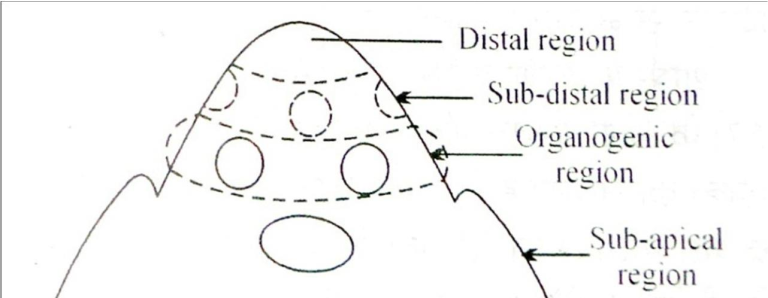 Distal region
Sub-distal region
Organogenic
region
Sub-apical
region